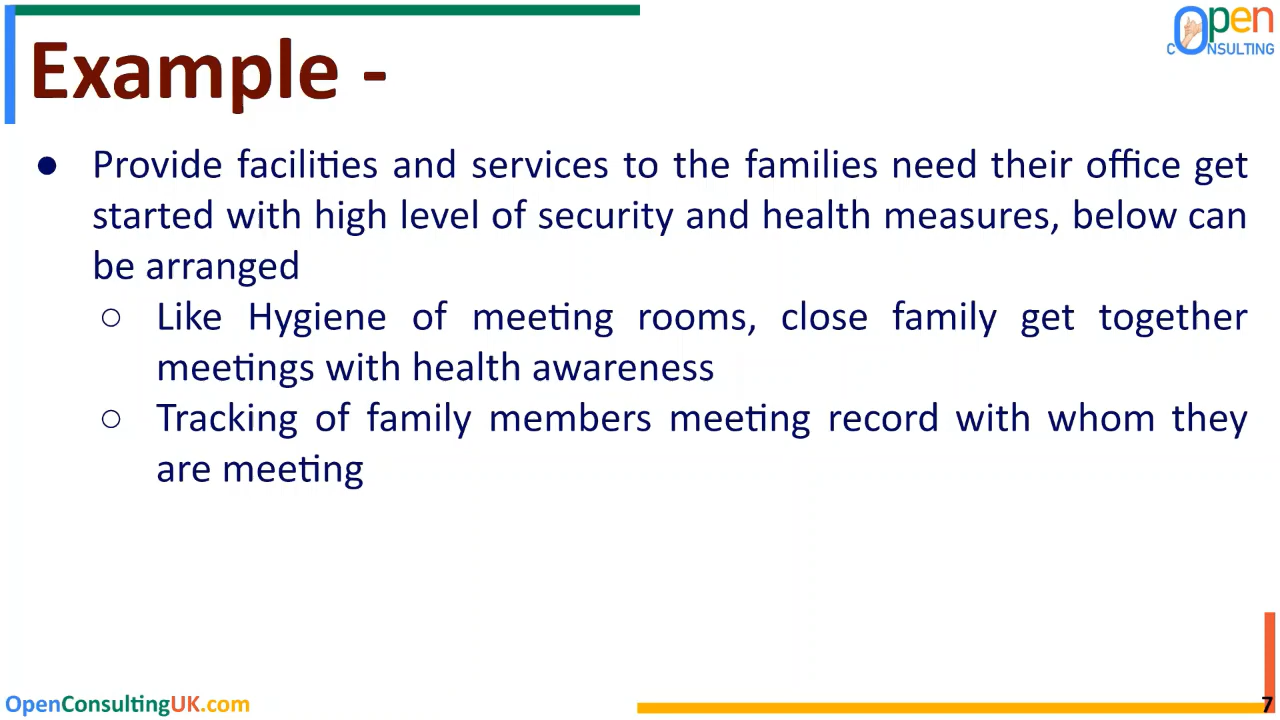 Open
CONSULTING
Example -
● Provide facilities and services to the families need their office get
started with high level of security and health measures, below can
be arranged
○ Like Hygiene of meeting rooms, close family get together
meetings with health awareness
○ Tracking of family members meeting record with whom they
are meeting
OpenConsultingUK.com
7